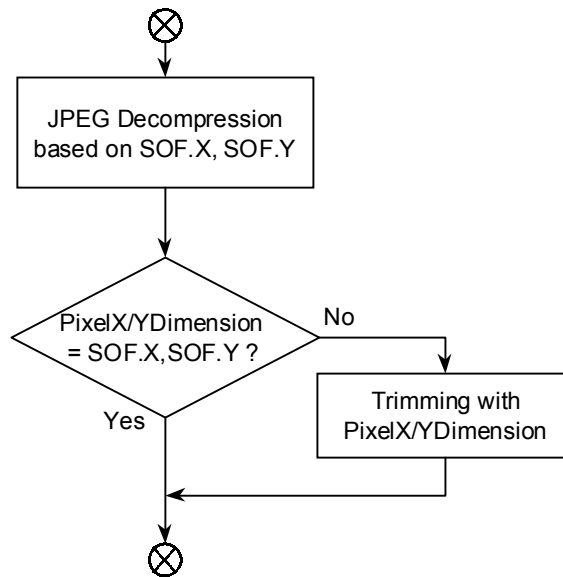 JPEG Decompression
based on SOF.X, SOF.Y
PixelX/YDimension
= SOF.X,SOF.Y ?
No
Yes
Trimming with
PixelX/YDimension